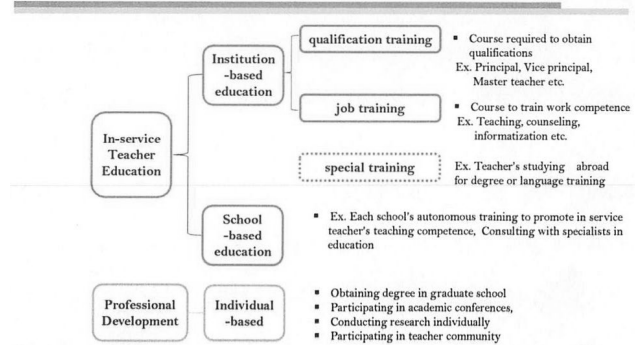 qualification training
▪ Course required to obtain
qualifications
Ex. Principal, Vice principal,
Master teacher etc.
Institution
-based
education
job training
▪ Course to train work competence
Ex. Teaching, counseling,
informatization etc.
In-service
Teacher
Education
special training
Ex. Teacher's studying abroad
for degree or language training
School
-based
education
▪ Ex. Each school's autonomous training to promote in service
teacher's teaching competence, Consulting with specialists in
education
Professional
Development
Individual
-based
▪ Obtaining degree in graduate school
▪ Participating in academic conferences,
▪ Conducting research individually
▪ Participating in teacher community